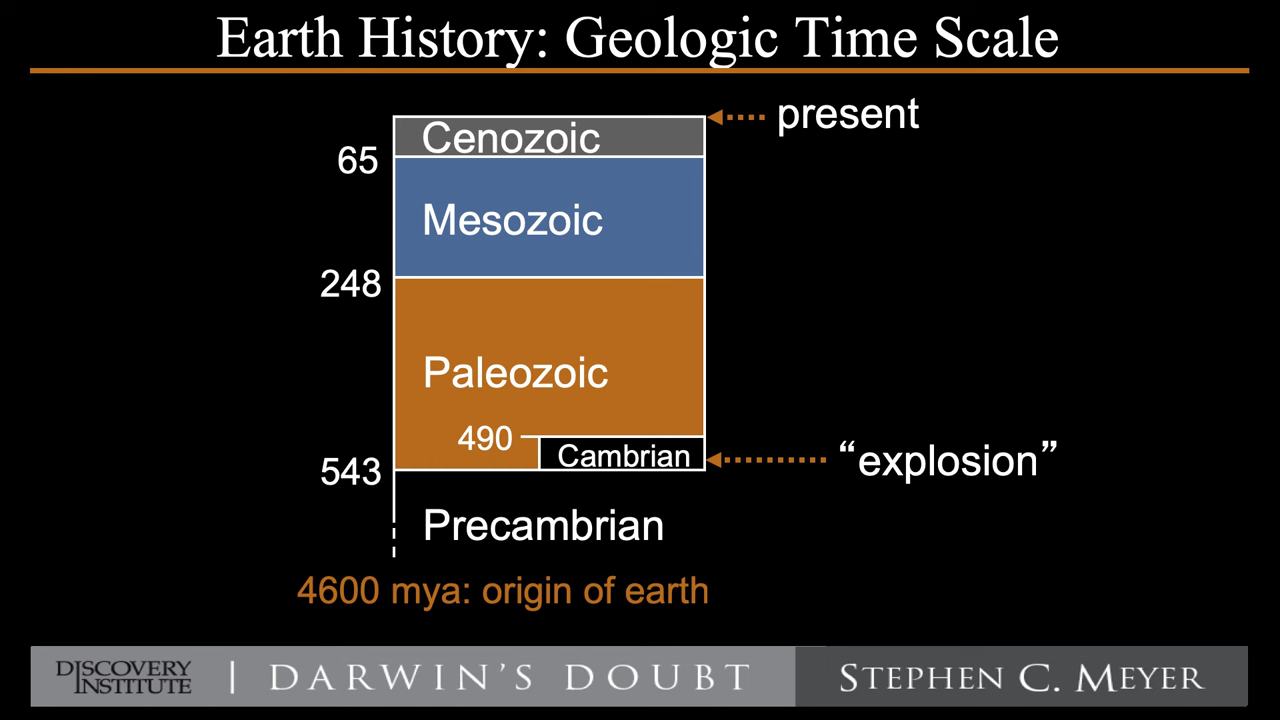 Earth History: Geologic Time Scale
present
Cenozoic
65
Mesozoic
248
Paleozoic
490
Cambrian
“explosion”
543
Precambrian
4600 mya: origin of earth
DISCOVERY
INSTITUTE
DARWIN'S DOUBT
STEPHEN C. MEYER